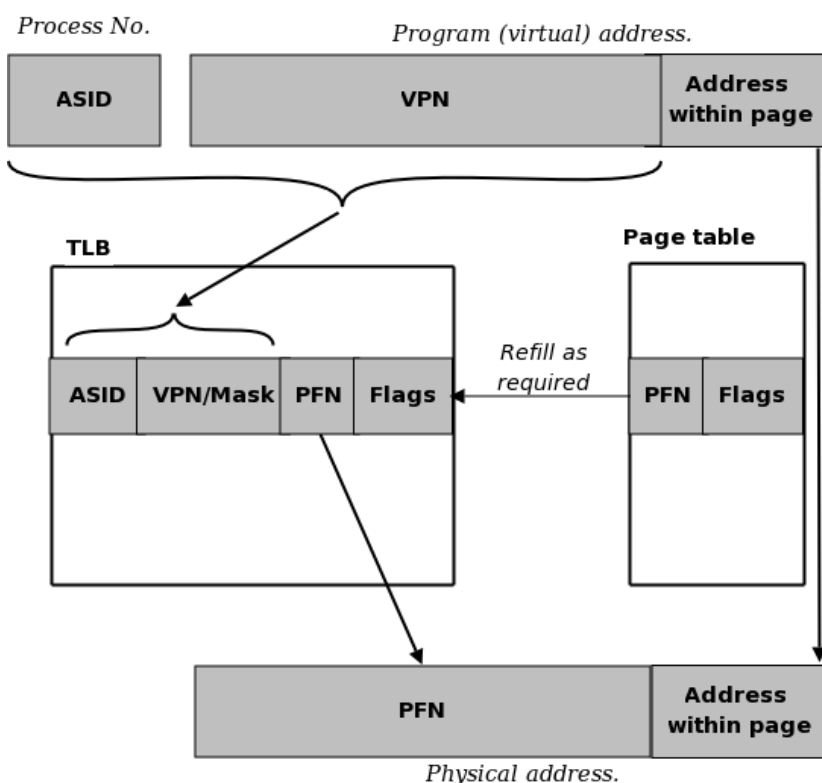 Process No.
Program (virtual) address.
ASID
VPN
Address
within page
TLB
Page table
ASID
VPN/Mask
PFN
Flags
Refill as
required
PFN
Flags
PFN
Address
within page
Physical address.